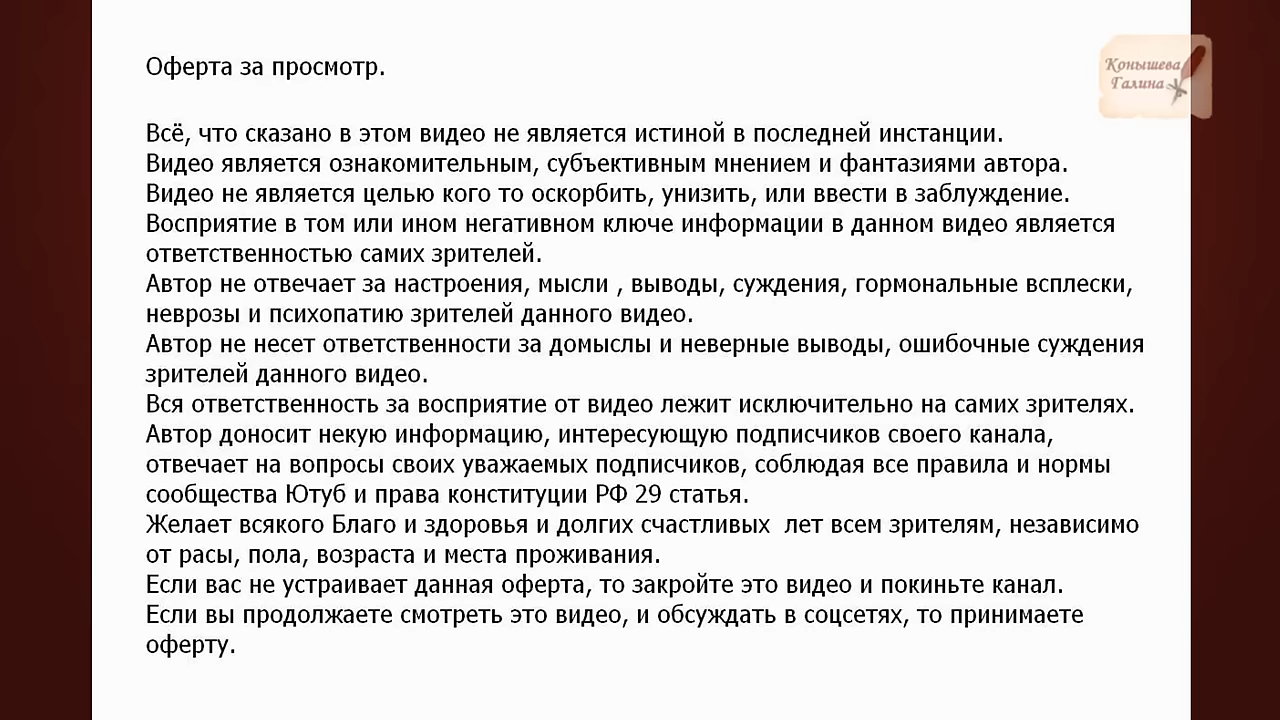 Оферта за просмотр.
Конышева
Галина
Всё, что сказано в этом видео не является истиной в последней инстанции.
Видео является ознакомительным, субъективным мнением и фантазиями автора.
Видео не является целью кого то оскорбить, унизить, или ввести в заблуждение.
Восприятие в том или ином негативном ключе информации в данном видео является
ответственностью самих зрителей.
Автор не отвечает за настроения, мысли , выводы, суждения, гормональные всплески,
неврозы и психопатию зрителей данного видео.
Автор не несет ответственности за домыслы и неверные выводы, ошибочные суждения
зрителей данного видео.
Вся ответственность за восприятие от видео лежит исключительно на самих зрителях.
Автор доносит некую информацию, интересующую подписчиков своего канала,
отвечает на вопросы своих уважаемых подписчиков, соблюдая все правила и нормы
сообщества Ютуб и права конституции РФ 29 статья.
Желает всякого Благо и здоровья и долгих счастливых  лет всем зрителям, независимо
от расы, пола, возраста и места проживания.
Если вас не устраивает данная оферта, то закройте это видео и покиньте канал.
Если вы продолжаете смотреть это видео, и обсуждать в соцсетях, то принимаете
оферту.